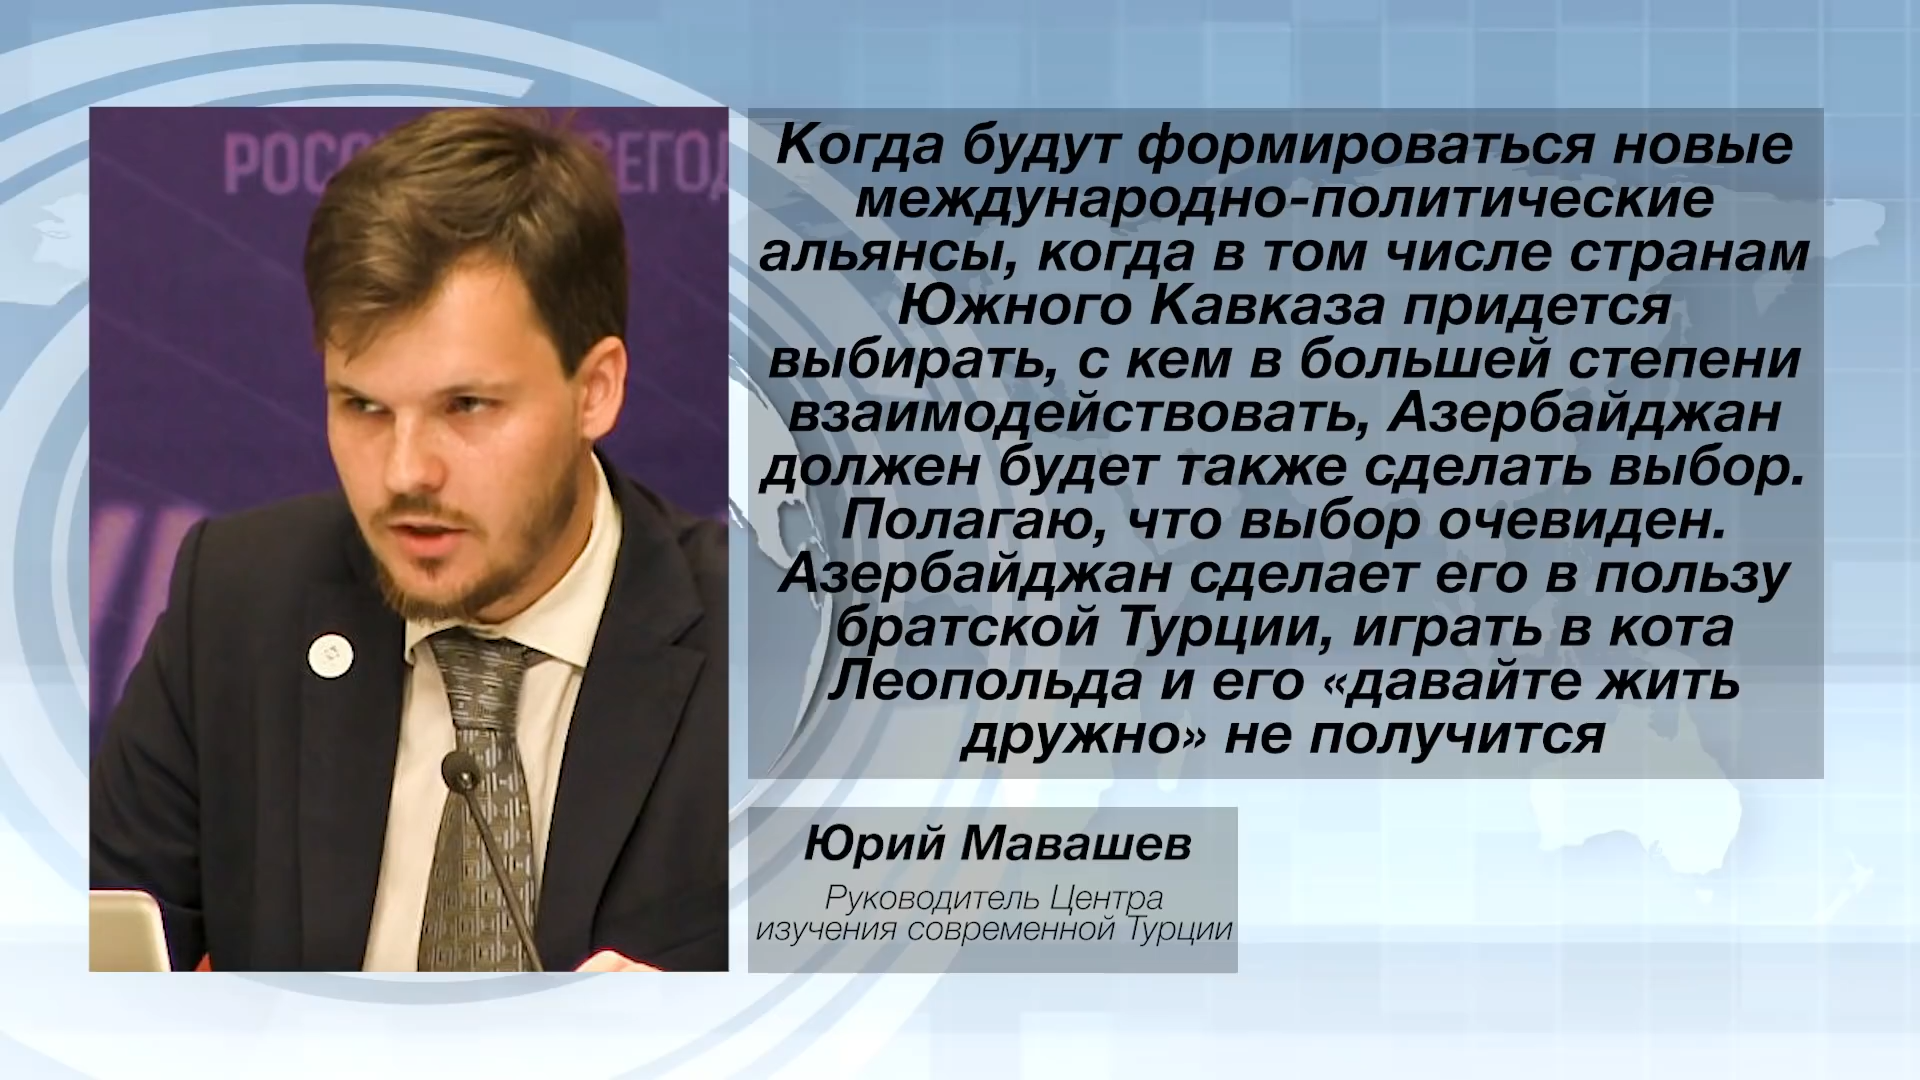 Когда будут формироваться новые
международно-политические
альянсы, когда в том числе странам
Южного Кавказа придется
выбирать, с кем в большей степени
взаимодействовать, Азербайджан
должен будет также сделать выбор.
Полагаю, что выбор очевиден.
Азербайджан сделает его в пользу
братской Турции, играть в кота
Леопольда и его «давайте жить
дружно» не получится
Юрий Мавашев
Руководитель Центра
изучения современной Турции